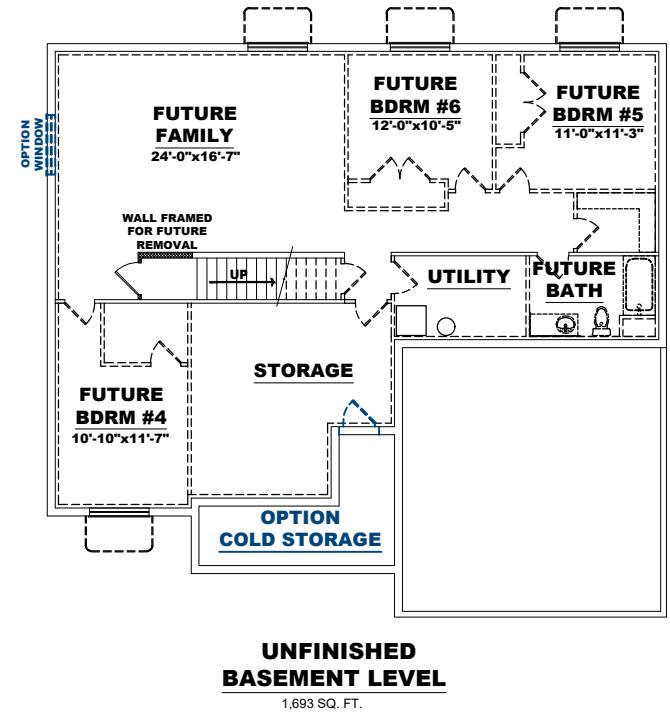 FUTURE
FAMILY
24'-0"x16'-7"
FUTURE
BDRM #6
12'-0"x10'-5"
FUTURE
BDRM #5
11'-0"x11'-3"
OPTION
WINDOW
WALL FRAMED
FOR FUTURE
REMOVAL
UP
UTILITY
FUTURE
BATH
STORAGE
FUTURE
BDRM #4
10'-10"x11'-7"
OPTION
COLD STORAGE
UNFINISHED
BASEMENT LEVEL
1,693 SQ. FT.